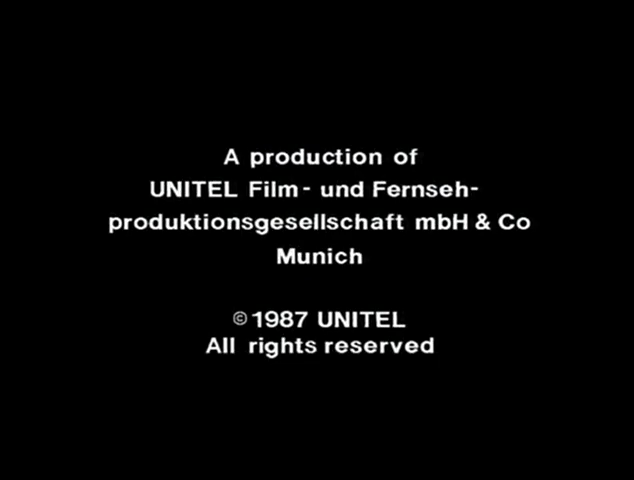 A production of
UNITEL Film- und Fernseh-
produktionsgesellschaft mbH & Co
Munich
©1987 UNITEL
All rights reserved